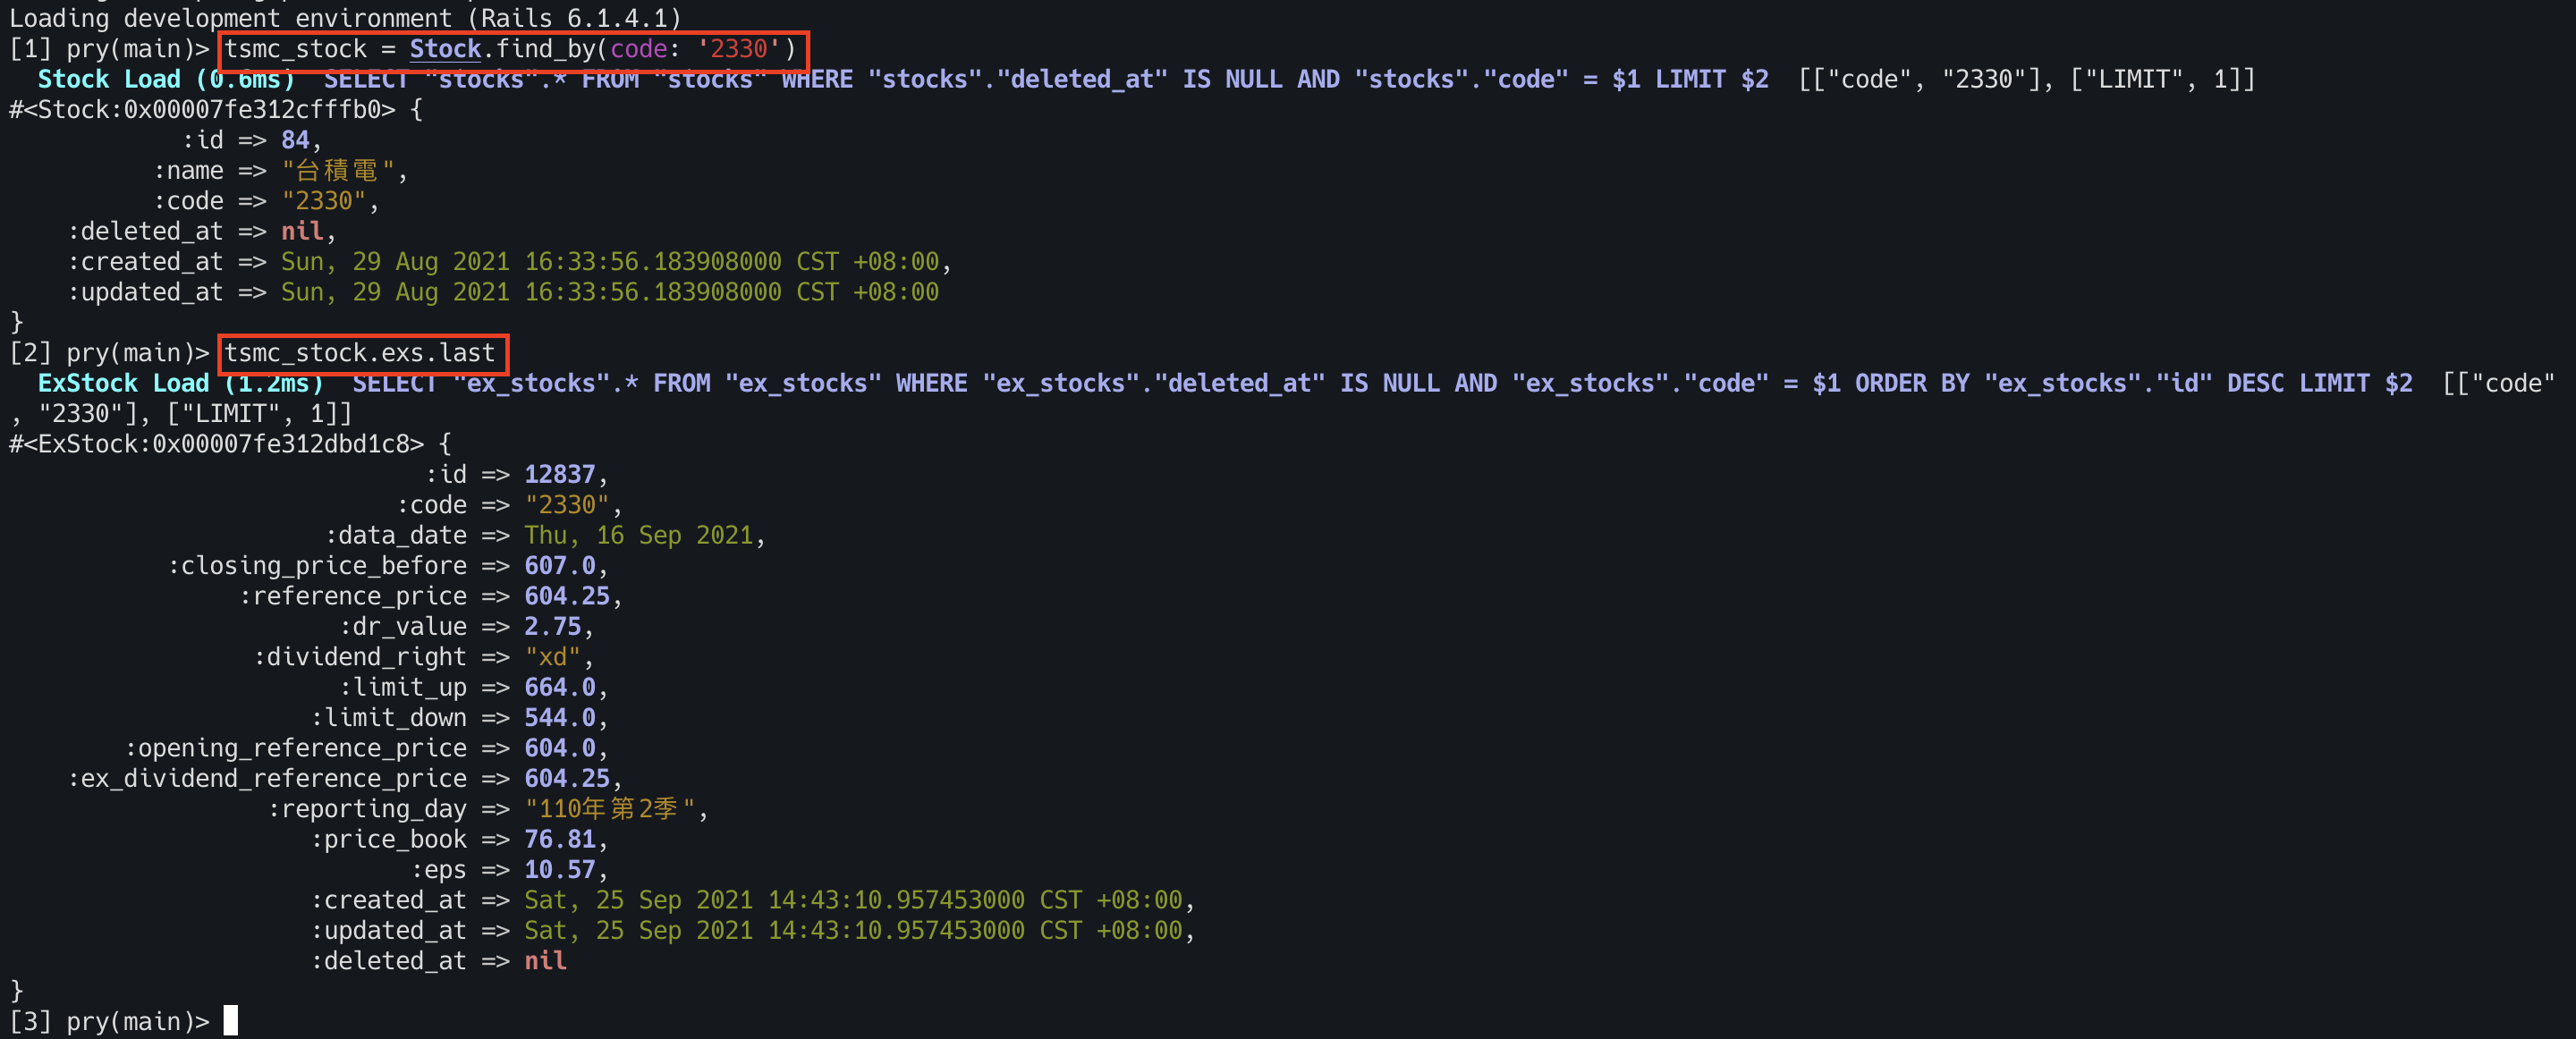 Loading development environment (Rails 6.1.4.1)
[1] pry(main)> tsmc_stock = Stock.find_by(code: '2330')
  Stock Load (0.6ms)  SELECT "stocks".* FROM "stocks" WHERE "stocks"."deleted_at" IS NULL AND "stocks"."code" = $1 LIMIT $2  [["code", "2330"], ["LIMIT", 1]]
#<Stock:0x00007fe312cfffb0> {
            :id => 84,
          :name => "台積電",
          :code => "2330",
    :deleted_at => nil,
    :created_at => Sun, 29 Aug 2021 16:33:56.183908000 CST +08:00,
    :updated_at => Sun, 29 Aug 2021 16:33:56.183908000 CST +08:00
}
[2] pry(main)> tsmc_stock.exs.last
  ExStock Load (1.2ms)  SELECT "ex_stocks".* FROM "ex_stocks" WHERE "ex_stocks"."deleted_at" IS NULL AND "ex_stocks"."code" = $1 ORDER BY "ex_stocks"."id" DESC LIMIT $2  [["code"
, "2330"], ["LIMIT", 1]]
#<ExStock:0x00007fe312dbd1c8> {
                             :id => 12837,
                           :code => "2330",
                      :data_date => Thu, 16 Sep 2021,
           :closing_price_before => 607.0,
                :reference_price => 604.25,
                       :dr_value => 2.75,
                 :dividend_right => "xd",
                       :limit_up => 664.0,
                     :limit_down => 544.0,
        :opening_reference_price => 604.0,
    :ex_dividend_reference_price => 604.25,
                  :reporting_day => "110年第2季",
                     :price_book => 76.81,
                            :eps => 10.57,
                     :created_at => Sat, 25 Sep 2021 14:43:10.957453000 CST +08:00,
                     :updated_at => Sat, 25 Sep 2021 14:43:10.957453000 CST +08:00,
                     :deleted_at => nil
}
[3] pry(main)>